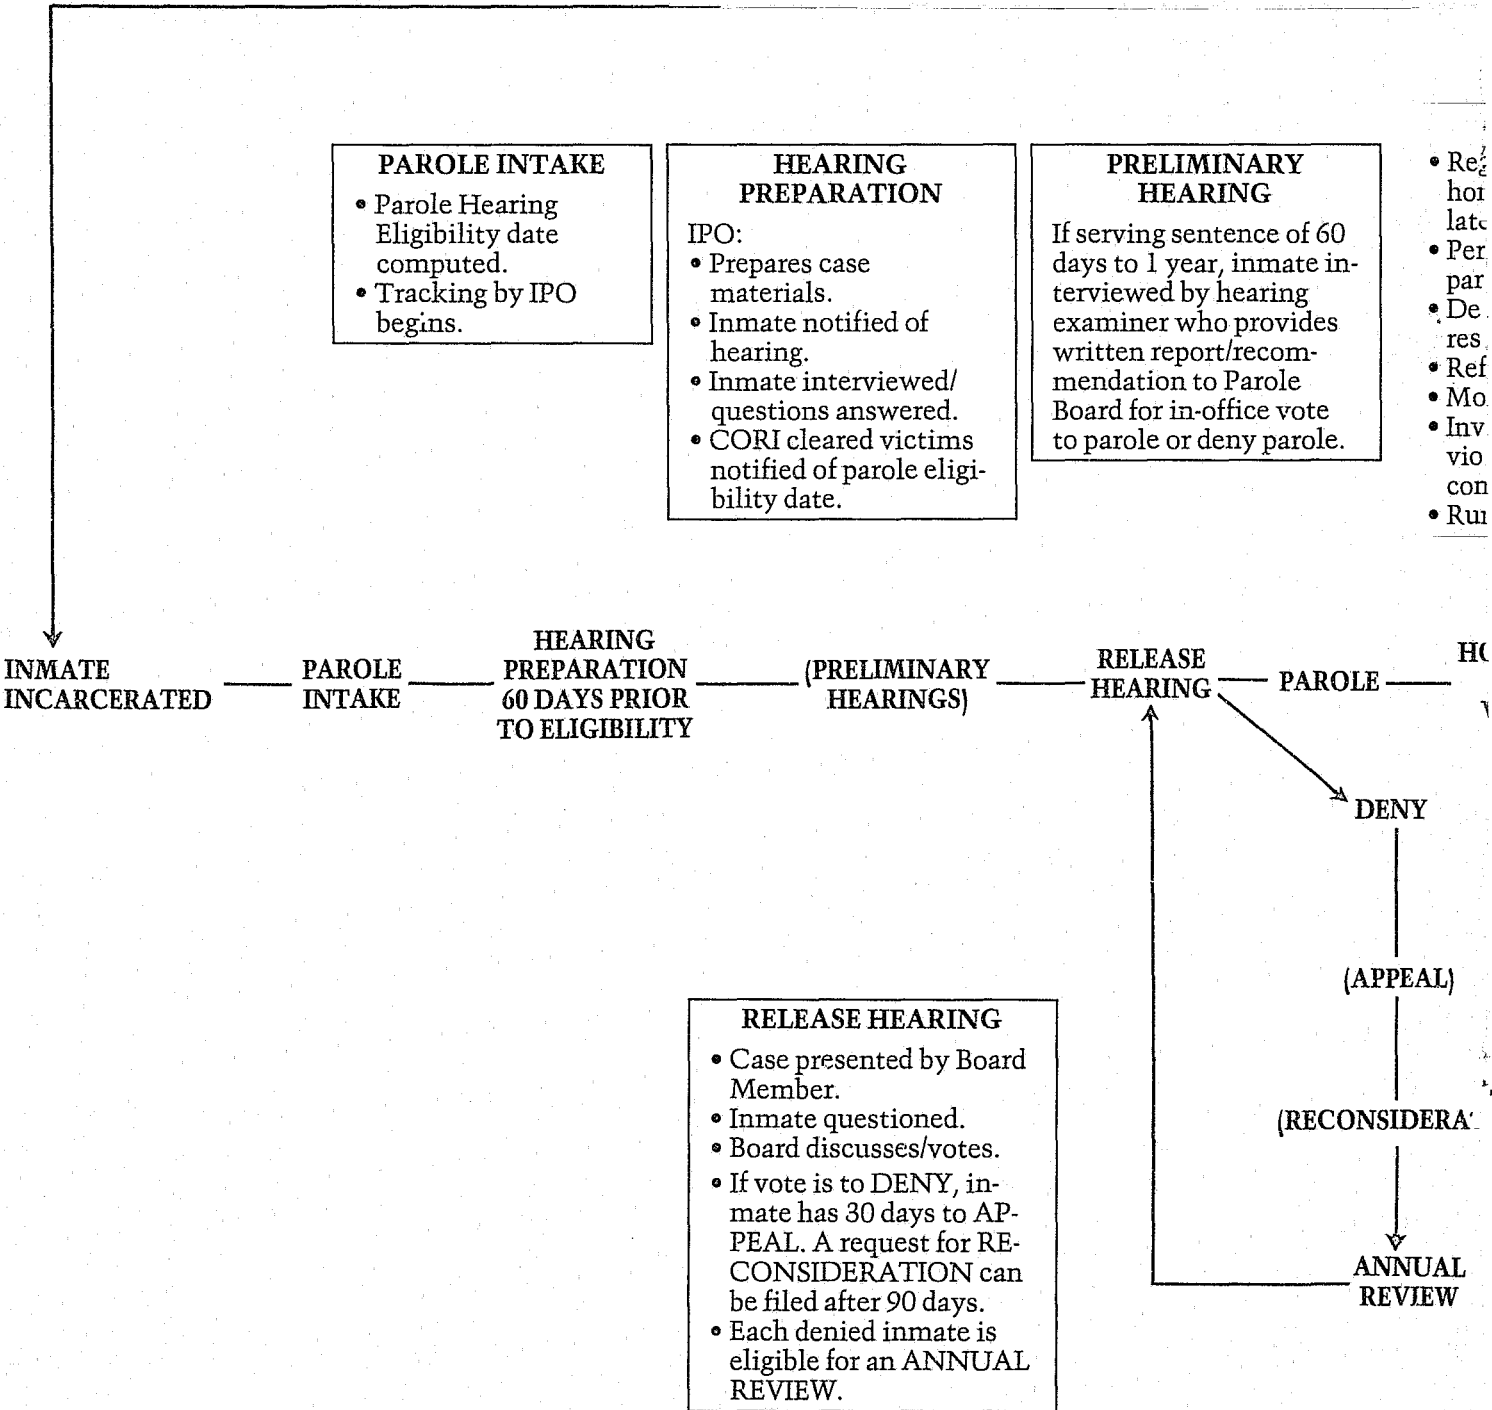 PAROLE INTAKE
• Parole Hearing
Eligibility date
computed.
• Tracking by IPO
begins.
HEARING
PREPARATION
IPO:
• Prepares case
materials.
• Inmate notified of
hearing.
• Inmate interviewed/
questions answered.
• CORI cleared victims
notified of parole eligi-
bility date.
PRELIMINARY
HEARING
If serving sentence of 60
days to 1 year, inmate in-
terviewed by hearing
examiner who provides
written report/recom-
mendation to Parole
Board for in-office vote
to parole or deny parole.
INMATE
INCARCERATED
PAROLE
INTAKE
HEARING
PREPARATION
60 DAYS PRIOR
TO ELIGIBILITY
(PRELIMINARY
HEARINGS)
RELEASE
HEARING
PAROLE
DENY
(APPEAL)
(RECONSIDERA
ANNUAL
REVIEW
RELEASE HEARING
• Case presented by Board
Member.
• Inmate questioned.
• Board discusses/votes.
• If vote is to DENY, in-
mate has 30 days to AP-
PEAL. A request for RE-
CONSIDERATION can
be filed after 90 days.
• Each denied inmate is
eligible for an ANNUAL
REVIEW.